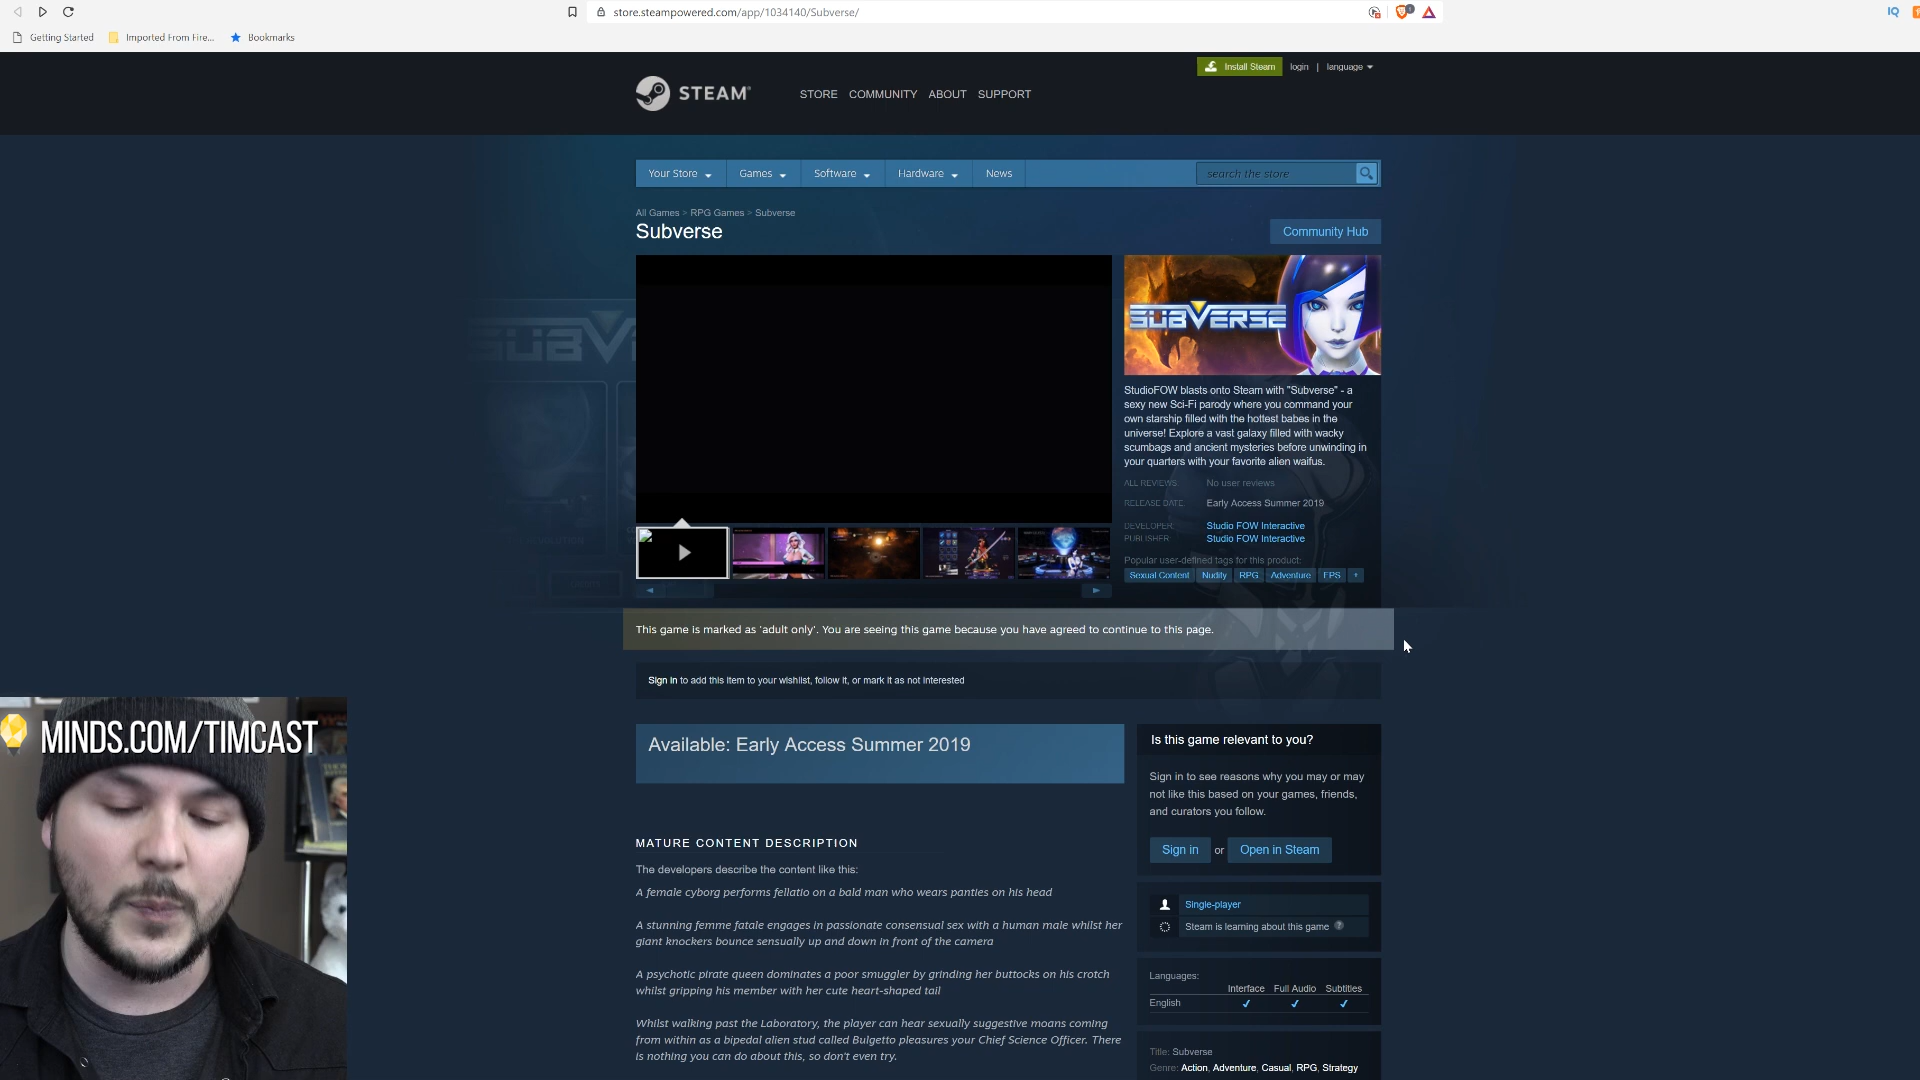 store.steampowered.com/app/1034140/Subverse/
IQ
Getting Started
Imported From Fire...
Bookmarks
Install Steam
login | language
STEAM
STORE COMMUNITY ABOUT SUPPORT
Your Store
Games
Software
Hardware
News
search the store
All Games > RPG Games > Subverse
Subverse
Community Hub
SUBVERSE
StudioFOW blasts onto Steam with "Subverse" - a
sexy new Sci-Fi parody where you command your
own starship filled with the hottest babes in the
universe! Explore a vast galaxy filled with wacky
scumbags and ancient mysteries before unwinding in
your quarters with your favorite alien waifus.
ALL REVIEWS: No user reviews
RELEASE DATE: Early Access Summer 2019
DEVELOPER: Studio FOW Interactive
PUBLISHER: Studio FOW Interactive
Popular user-defined tags for this product:
Sexual Content Nudity RPG Adventure FPS +
This game is marked as 'adult only'. You are seeing this game because you have agreed to continue to this page.
Sign in to add this item to your wishlist, follow it, or mark it as not interested
Available: Early Access Summer 2019
MATURE CONTENT DESCRIPTION
The developers describe the content like this:
A female cyborg performs fellatio on a bald man who wears panties on his head
A stunning femme fatale engages in passionate consensual sex with a human male whilst her
giant knockers bounce sensually up and down in front of the camera
A psychotic pirate queen dominates a poor smuggler by grinding her buttocks on his crotch
whilst gripping his member with her cute heart-shaped tail
Whilst walking past the Laboratory, the player can hear sexually suggestive moans coming
from within as a bipedal alien stud called Bulgetto pleasures your Chief Science Officer. There
is nothing you can do about this, so don't even try.
Is this game relevant to you?
Sign in to see reasons why you may or may
not like this based on your games, friends,
and curators you follow.
Sign in or Open in Steam
Single-player
Steam is learning about this game ?
Languages:
Interface Full Audio Subtitles
English ✔ ✔ ✔
Title: Subverse
Genre: Action, Adventure, Casual, RPG, Strategy
MINDS.COM/TIMCAST